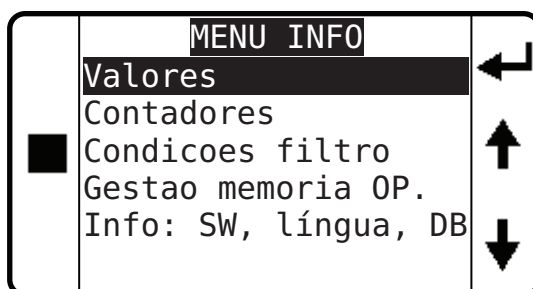 MENU INFO
Valores
Contadores
Condicoes filtro
Gestao memoria OP.
Info: SW, língua, DB